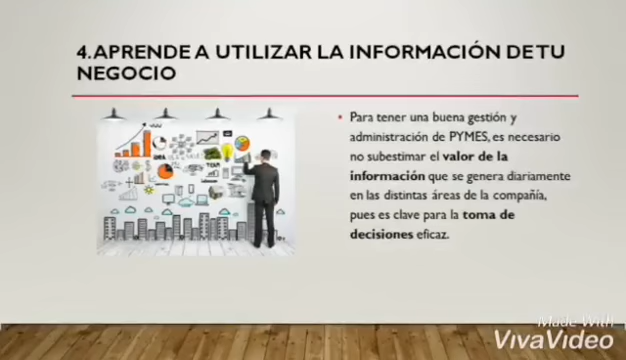 4.APRENDE A UTILIZAR LA INFORMACIÓN DE TU
NEGOCIO
• Para tener una buena gestión y
administración de PYMES, es necesario
no subestimar el valor de la
información que se genera diariamente
en las distintas áreas de la compañía,
pues es clave para la toma de
decisiones eficaz.
Made With
VivaVideo